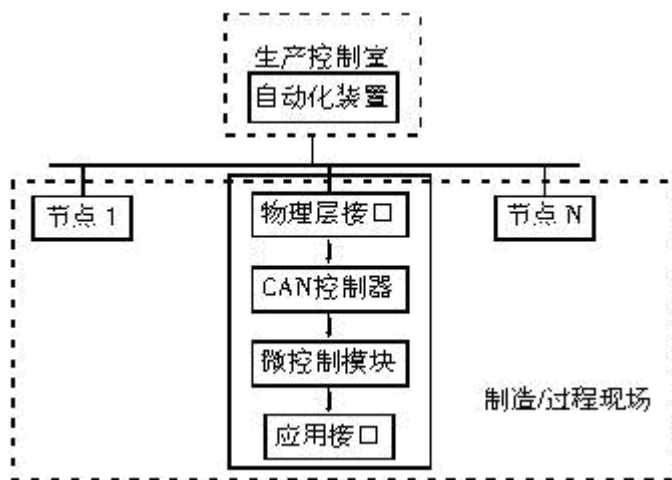 生产控制室
自动化装置
节点 1
物理层接口
节点 N
CAN控制器
微控制模块
制造/过程现场
应用接口